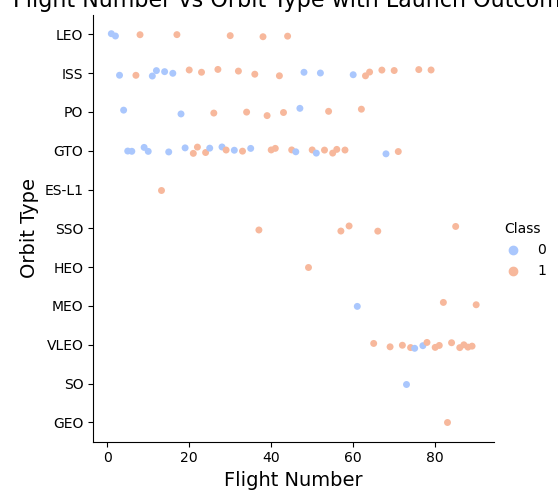 Flight Number vs Orbit Type with Launch Outcom
LEO
ISS
PO
GTO
ES-L1
SSO
HEO
MEO
VLEO
SO
GEO
Orbit Type
Class
0
1
0 20 40 60 80
Flight Number